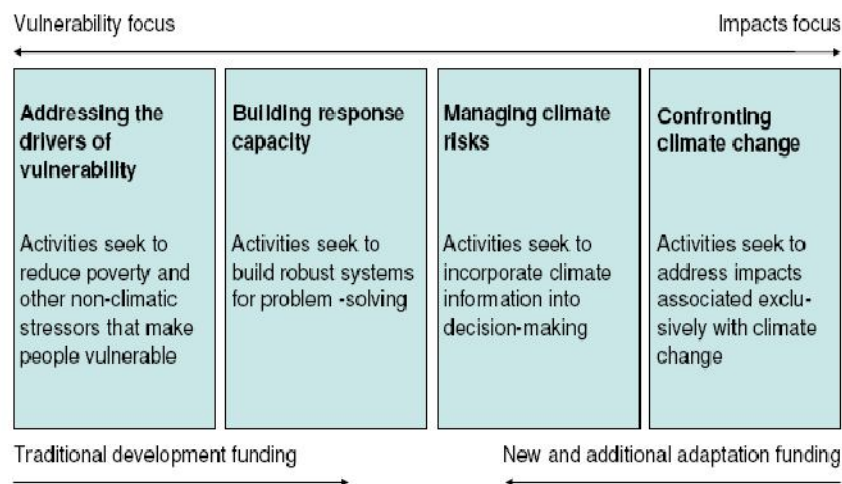 Vulnerability focus
Impacts focus
Addressing the
drivers of
vulnerability
Activities seek to
reduce poverty and
other non-climatic
stressors that make
people vulnerable
Building response
capacity
Activities seek to
build robust systems
for problem -solving
Managing climate
risks
Activities seek to
incorporate climate
information into
decision-making
Confronting
climate change
Activities seek to
address impacts
associated exclu-
sively with climate
change
Traditional development funding
New and additional adaptation funding